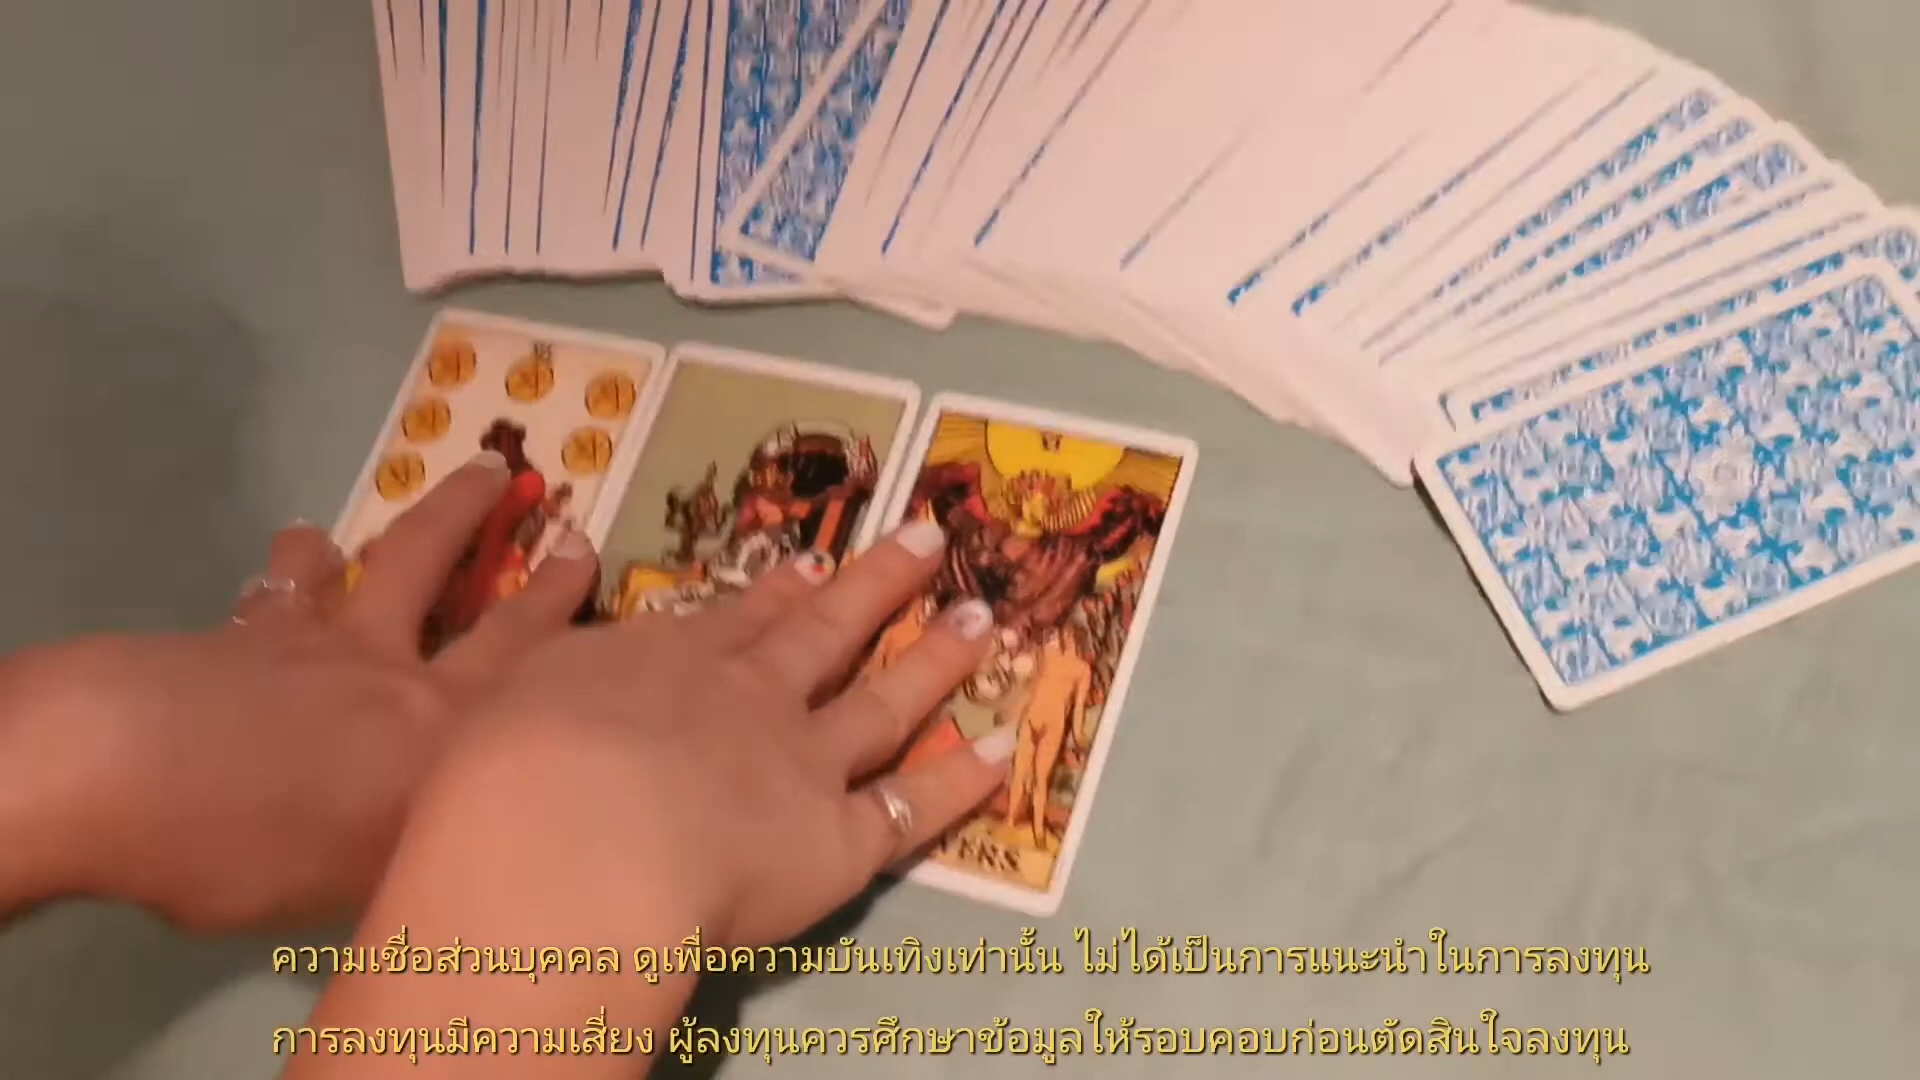 ความเชื่อส่วนบุคคล ดูเพื่อความบันเทิงเท่านั้น ไม่ได้เป็นการแนะนำในการลงทุน
การลงทุนมีความเสี่ยง ผู้ลงทุนควรศึกษาข้อมูลให้รอบคอบก่อนตัดสินใจลงทุน